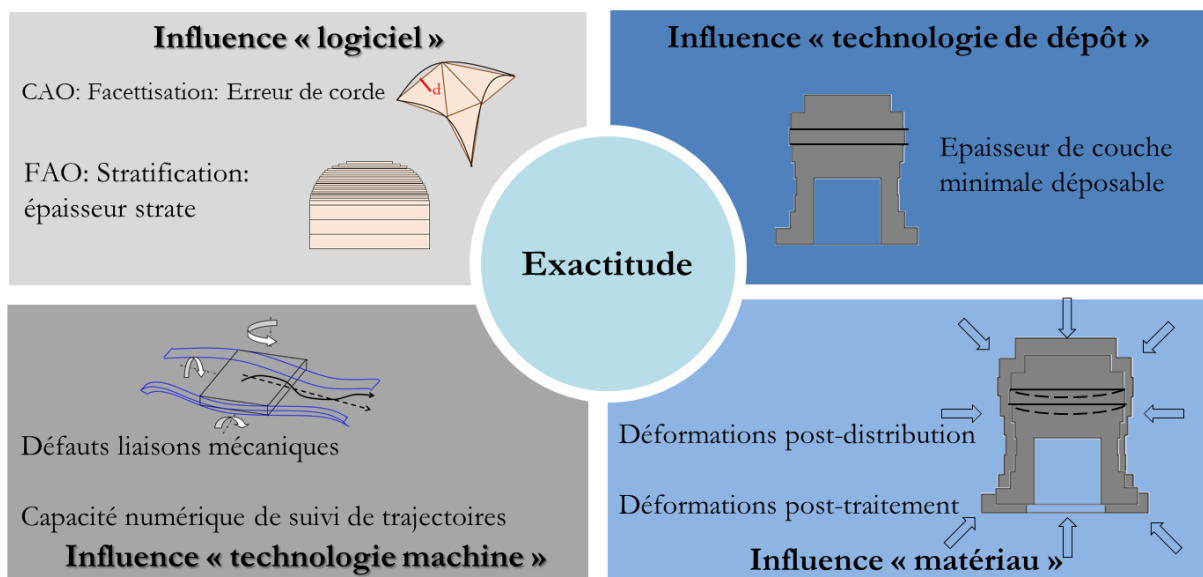 Influence « logiciel »
CAO: Facettisation: Erreur de corde
d
FAO: Stratification:
épaisseur strate
Influence « technologie de dépôt »
Epaisseur de couche
minimale déposable
Exactitude
Défauts liaisons mécaniques
Capacité numérique de suivi de trajectoires
Influence « technologie machine »
Déformations post-distribution
Déformations post-traitement
Influence « matériau »